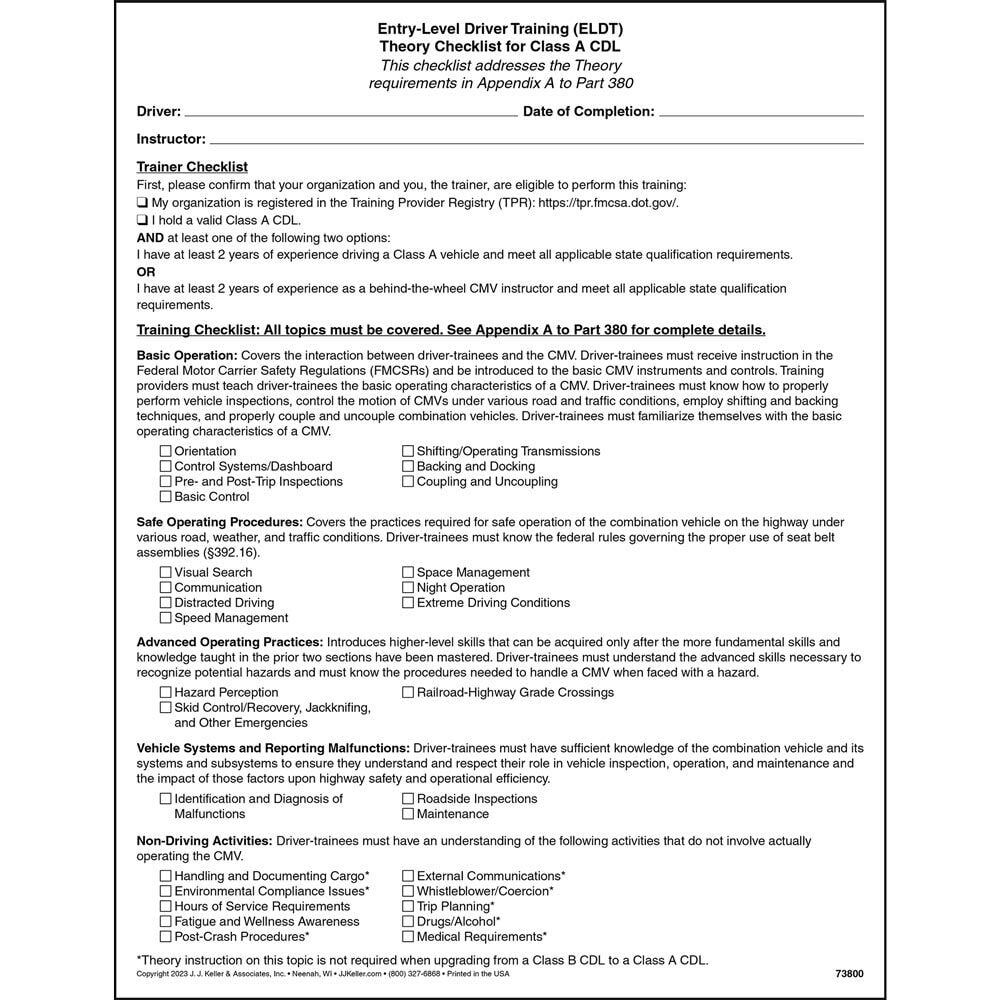 Entry-Level Driver Training (ELDT)
Theory Checklist for Class A CDL
This checklist addresses the Theory
requirements in Appendix A to Part 380
Driver: Date of Completion:
Instructor:
Trainer Checklist
First, please confirm that your organization and you, the trainer, are eligible to perform this training:
❑ My organization is registered in the Training Provider Registry (TPR): https://tpr.fmcsa.dot.gov/.
❑ I hold a valid Class A CDL.
AND at least one of the following two options:
I have at least 2 years of experience driving a Class A vehicle and meet all applicable state qualification requirements.
OR
I have at least 2 years of experience as a behind-the-wheel CMV instructor and meet all applicable state qualification
requirements.
Training Checklist: All topics must be covered. See Appendix A to Part 380 for complete details.
Basic Operation: Covers the interaction between driver-trainees and the CMV. Driver-trainees must receive instruction in the
Federal Motor Carrier Safety Regulations (FMCSRs) and be introduced to the basic CMV instruments and controls. Training
providers must teach driver-trainees the basic operating characteristics of a CMV. Driver-trainees must know how to properly
perform vehicle inspections, control the motion of CMVs under various road and traffic conditions, employ shifting and backing
techniques, and properly couple and uncouple combination vehicles. Driver-trainees must familiarize themselves with the basic
operating characteristics of a CMV.
☐ Orientation
☐ Control Systems/Dashboard
☐ Pre- and Post-Trip Inspections
☐ Basic Control
☐ Shifting/Operating Transmissions
☐ Backing and Docking
☐ Coupling and Uncoupling
Safe Operating Procedures: Covers the practices required for safe operation of the combination vehicle on the highway under
various road, weather, and traffic conditions. Driver-trainees must know the federal rules governing the proper use of seat belt
assemblies (§392.16).
☐ Visual Search
☐ Communication
☐ Distracted Driving
☐ Speed Management
☐ Space Management
☐ Night Operation
☐ Extreme Driving Conditions
Advanced Operating Practices: Introduces higher-level skills that can be acquired only after the more fundamental skills and
knowledge taught in the prior two sections have been mastered. Driver-trainees must understand the advanced skills necessary to
recognize potential hazards and must know the procedures needed to handle a CMV when faced with a hazard.
☐ Hazard Perception
☐ Skid Control/Recovery, Jackknifing,
and Other Emergencies
☐ Railroad-Highway Grade Crossings
Vehicle Systems and Reporting Malfunctions: Driver-trainees must have sufficient knowledge of the combination vehicle and its
systems and subsystems to ensure they understand and respect their role in vehicle inspection, operation, and maintenance and
the impact of those factors upon highway safety and operational efficiency.
☐ Identification and Diagnosis of
Malfunctions
☐ Roadside Inspections
☐ Maintenance
Non-Driving Activities: Driver-trainees must have an understanding of the following activities that do not involve actually
operating the CMV.
☐ Handling and Documenting Cargo*
☐ Environmental Compliance Issues*
☐ Hours of Service Requirements
☐ Fatigue and Wellness Awareness
☐ Post-Crash Procedures*
☐ External Communications*
☐ Whistleblower/Coercion*
☐ Trip Planning*
☐ Drugs/Alcohol*
☐ Medical Requirements*
*Theory instruction on this topic is not required when upgrading from a Class B CDL to a Class A CDL.
Copyright 2023 J. J. Keller & Associates, Inc. • Neenah, WI • JJKeller.com • (800) 327-6868 • Printed in the USA
73800